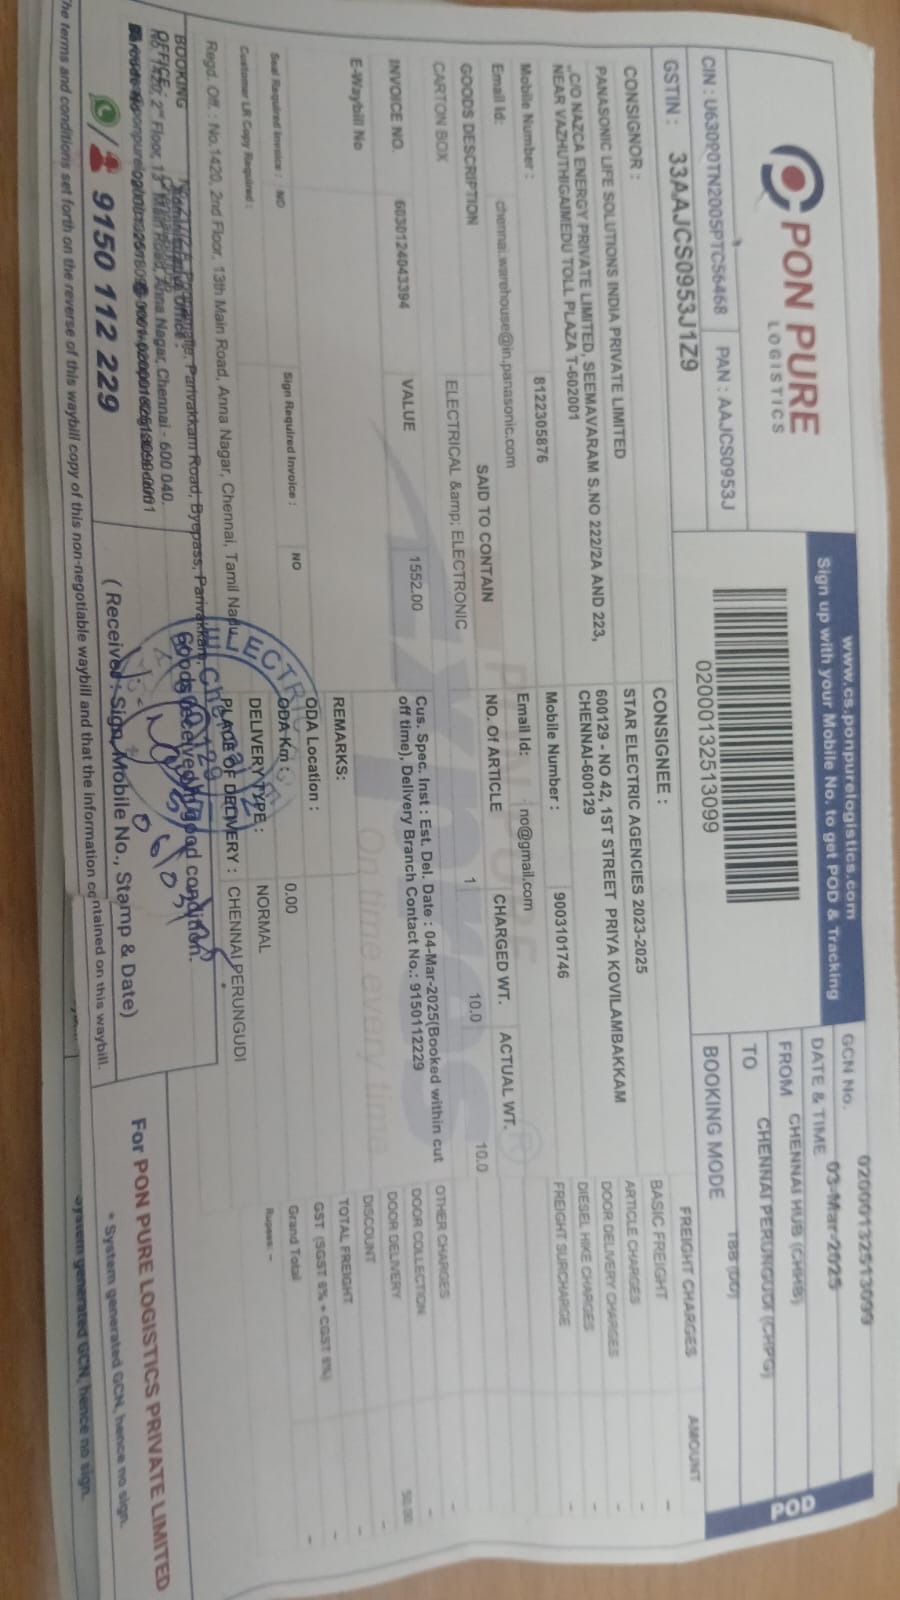 PON PURE
LOGISTICS
CIN : U63090TN2005PTC56468 PAN : AAJCS0953J
GSTIN : 33AAJCS0953J1Z9
www.cs.ponpurelogistics.com
Sign up with your Mobile No. to get POD & Tracking
02000132513099
POD
GCN No. 02000132513099
DATE & TIME 03-Mar-2025
FROM CHENNAI HUB (CHHB)
TO CHENNAI PERUNGUDI (CHPG)
BOOKING MODE TBB (DD)
CONSIGNOR :
PANASONIC LIFE SOLUTIONS INDIA PRIVATE LIMITED
C/O NAZCA ENERGY PRIVATE LIMITED, SEEMAVARAM S.NO 222/2A AND 223,
NEAR VAZHUTHIGAIMEDU TOLL PLAZA T-602001
Mobile Number : 8122305876
Email Id: chennai.warehouse@in.panasonic.com
CONSIGNEE :
STAR ELECTRIC AGENCIES 2023-2025
600129 - NO 42, 1ST STREET PRIYA KOVILAMBAKKAM
CHENNAI-600129
Mobile Number : 9003101746
Email Id: no@gmail.com
GOODS DESCRIPTION SAID TO CONTAIN NO. Of ARTICLE CHARGED WT. ACTUAL WT.
CARTON BOX ELECTRICAL &amp; ELECTRONIC 1 10.0 10.0
INVOICE NO. 6030124043394 VALUE 1552.00
Cus. Spec. Inst : Est. Del. Date : 04-Mar-2025(Booked within cut
off time), Delivery Branch Contact No.: 9150112229
E-Waybill No
REMARKS:
ODA Location :
Seal Required Invoice : NO Sign Required Invoice : NO
ODA Km : 0.00
Customer LR Copy Required :
DELIVERY TYPE : NORMAL
PLACE OF DELIVERY : CHENNAI PERUNGUDI
Regd. Off. : No.1420, 2nd Floor, 13th Main Road, Anna Nagar, Chennai, Tamil Nadu
BOOKING
OFFICE :
9150 112 229
Goods received in good condition.
( Received : Sign, Mobile No., Stamp & Date)
FREIGHT CHARGES AMOUNT
BASIC FREIGHT -
ARTICLE CHARGES -
DOOR DELIVERY CHARGES -
DIESEL HIKE CHARGES -
FREIGHT SURCHARGE -
OTHER CHARGES -
DOOR COLLECTION -
DOOR DELIVERY 50.00
DISCOUNT -
TOTAL FREIGHT -
GST (SGST 6% + CGST 6%) -
Grand Total
Rupees: -
For PON PURE LOGISTICS PRIVATE LIMITED
* System generated GCN, hence no sign.
The terms and conditions set forth on the reverse of this waybill copy of this non-negotiable waybill and that the information contained on this waybill.
System generated GCN, hence no sign.